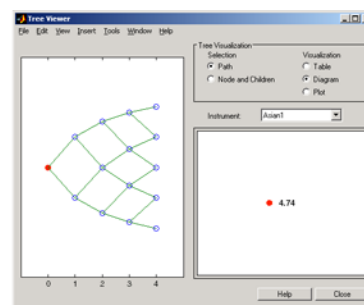 Tree Viewer
File Edit View Insert Tools Window Help
Tree Visualization
Selection
Path
Node and Children
Visualization
Table
Diagram
Plot
Instrument:
Asian1
4.74
0 1 2 3 4
Help Close